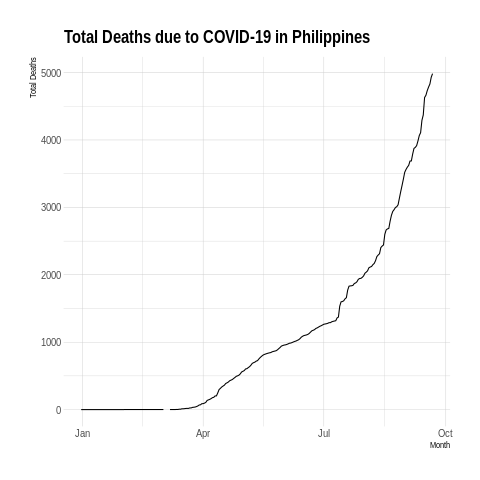 Total Deaths due to COVID-19 in Philippines
Total Deaths
5000
4000
3000
2000
1000
0
Jan Apr Jul Oct
Month